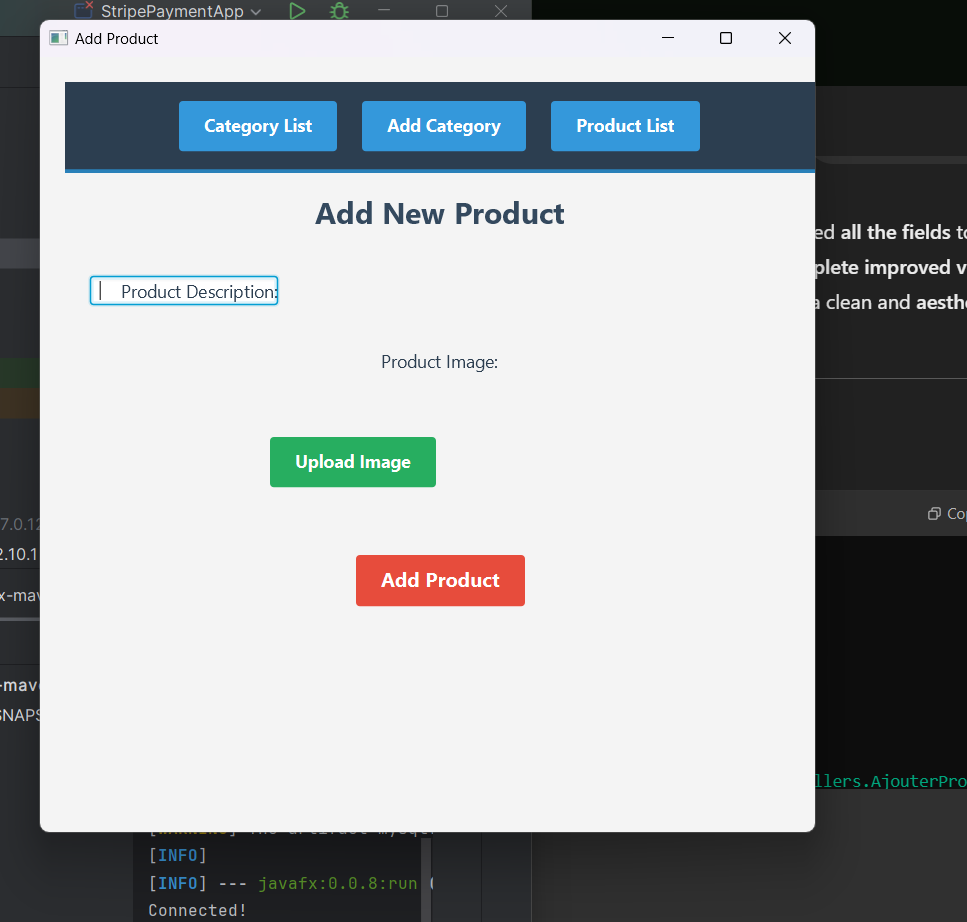 StripePaymentApp
Add Product
Category List Add Category Product List
Add New Product
ed all the fields to
plete improved v
a clean and aesthe
Product Description:
Product Image:
Upload Image
Add Product
7.0.12
2.10.1
x-mav
-mav
SNAPS
Cop
llers.AjouterPro
[INFO]
[INFO] --- javafx:0.0.8:run
Connected!